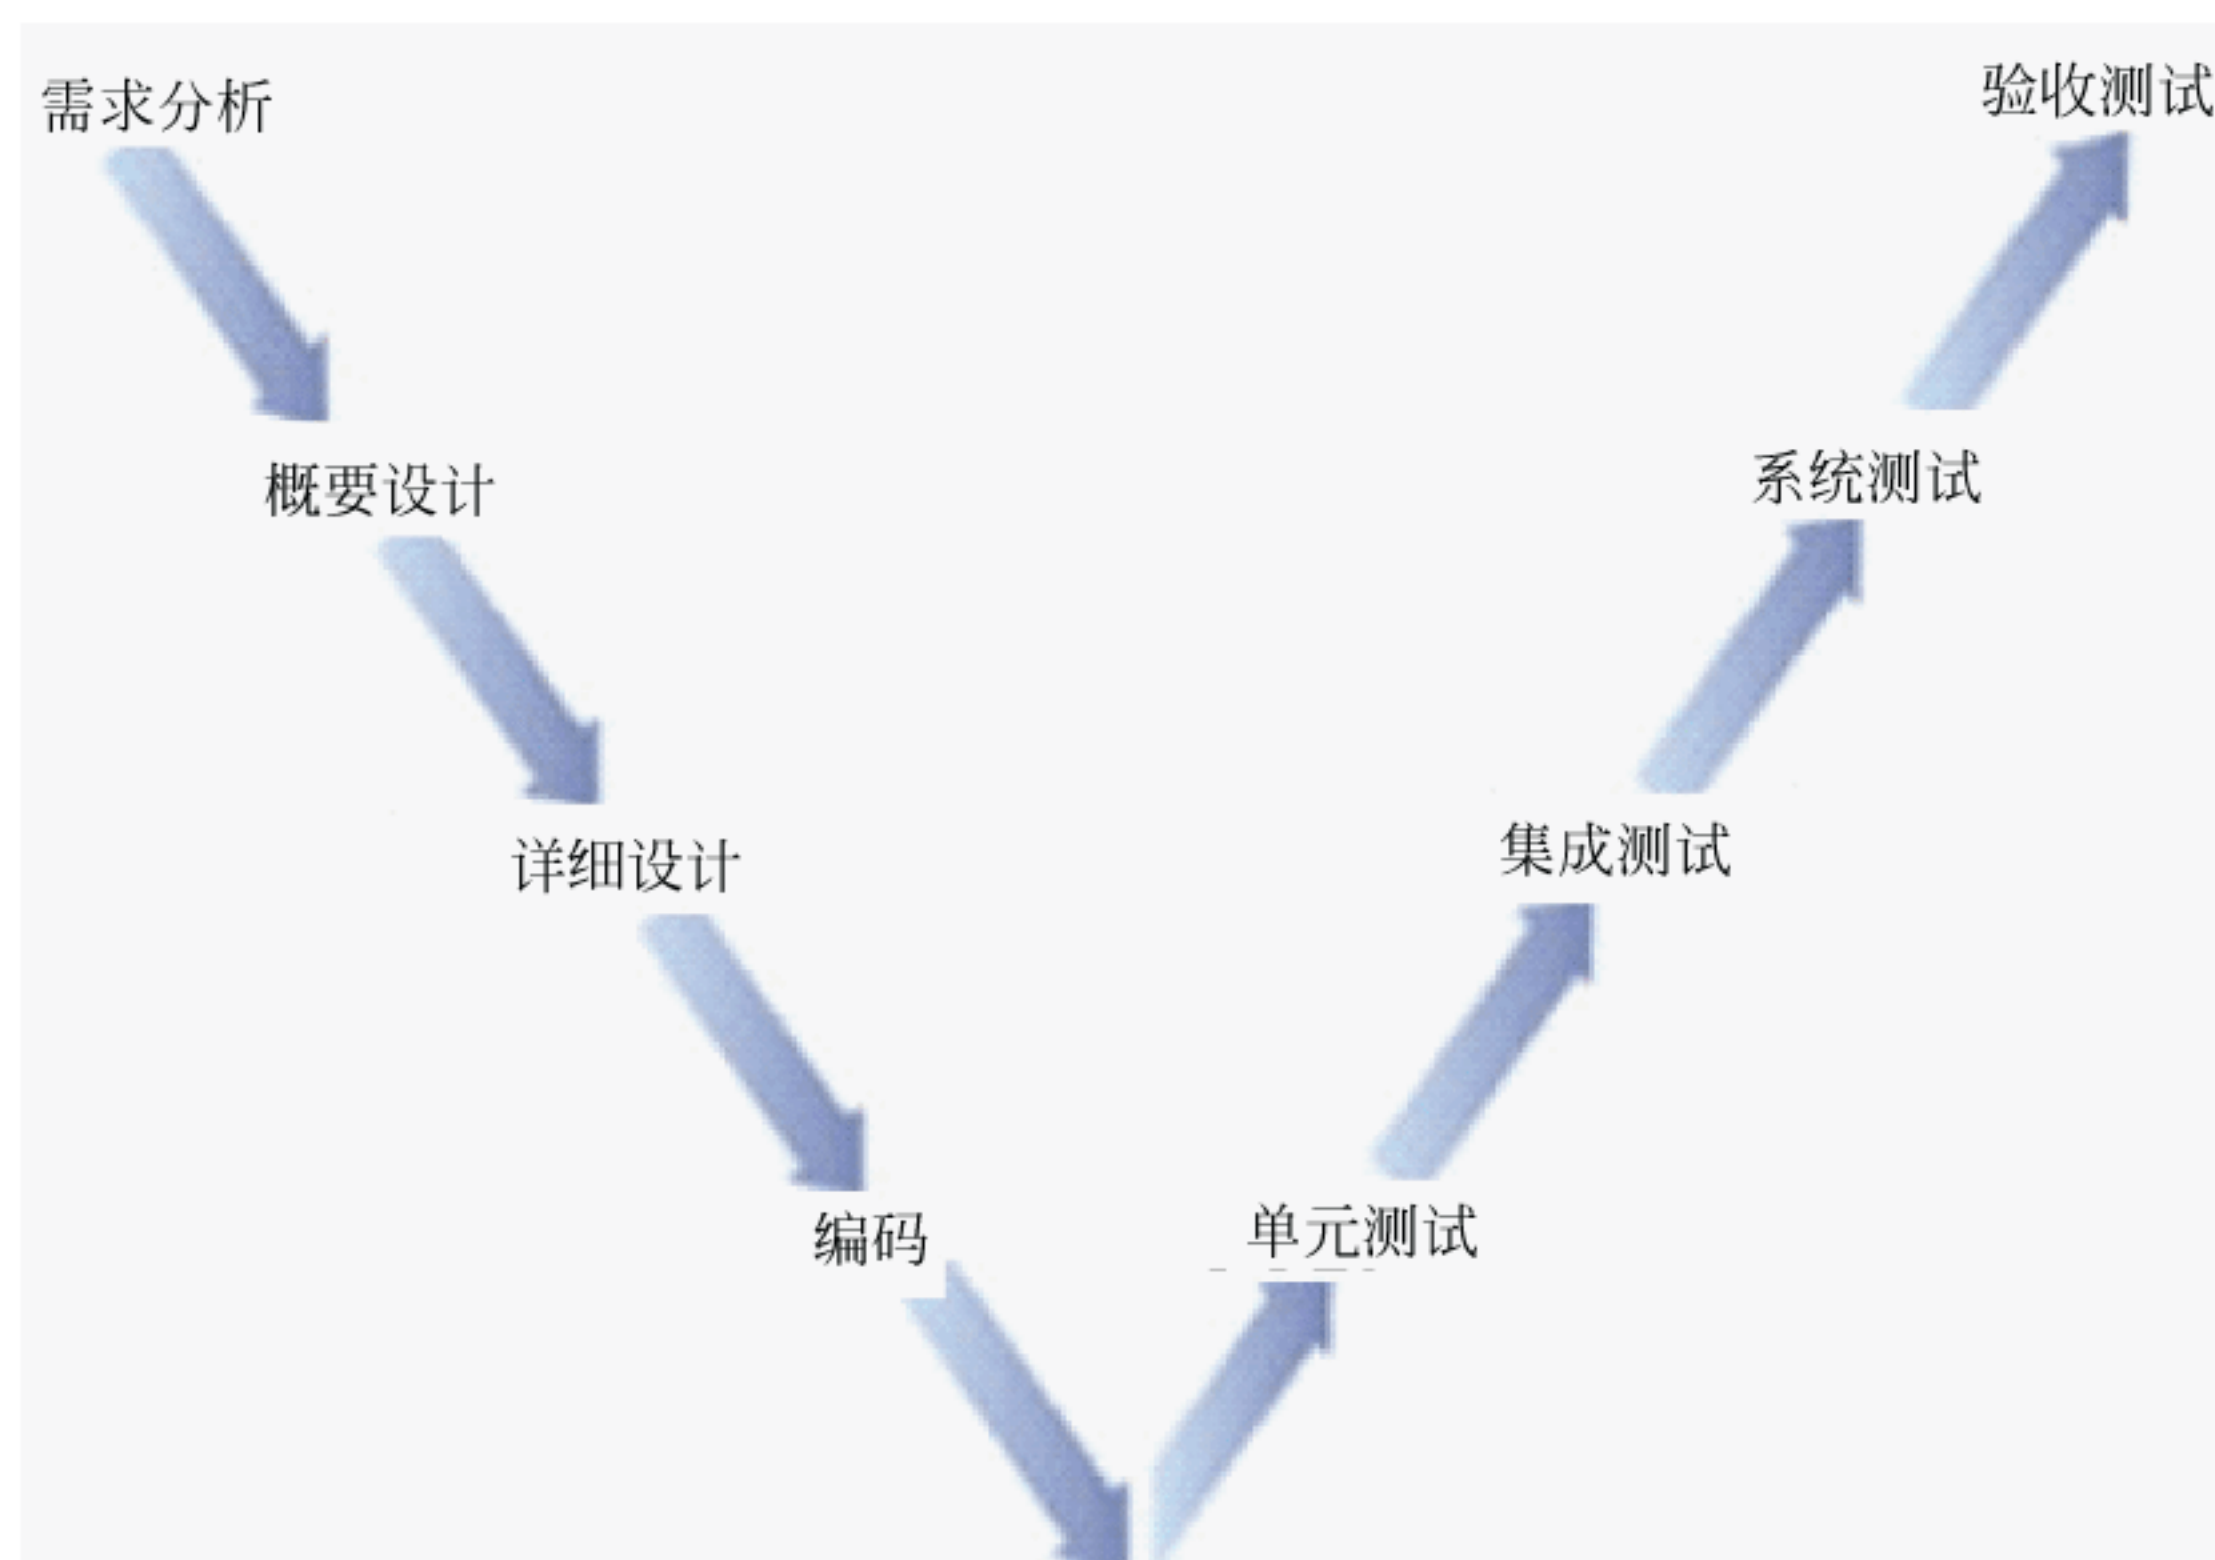 需求分析
概要设计
详细设计
编码
单元测试
集成测试
系统测试
验收测试